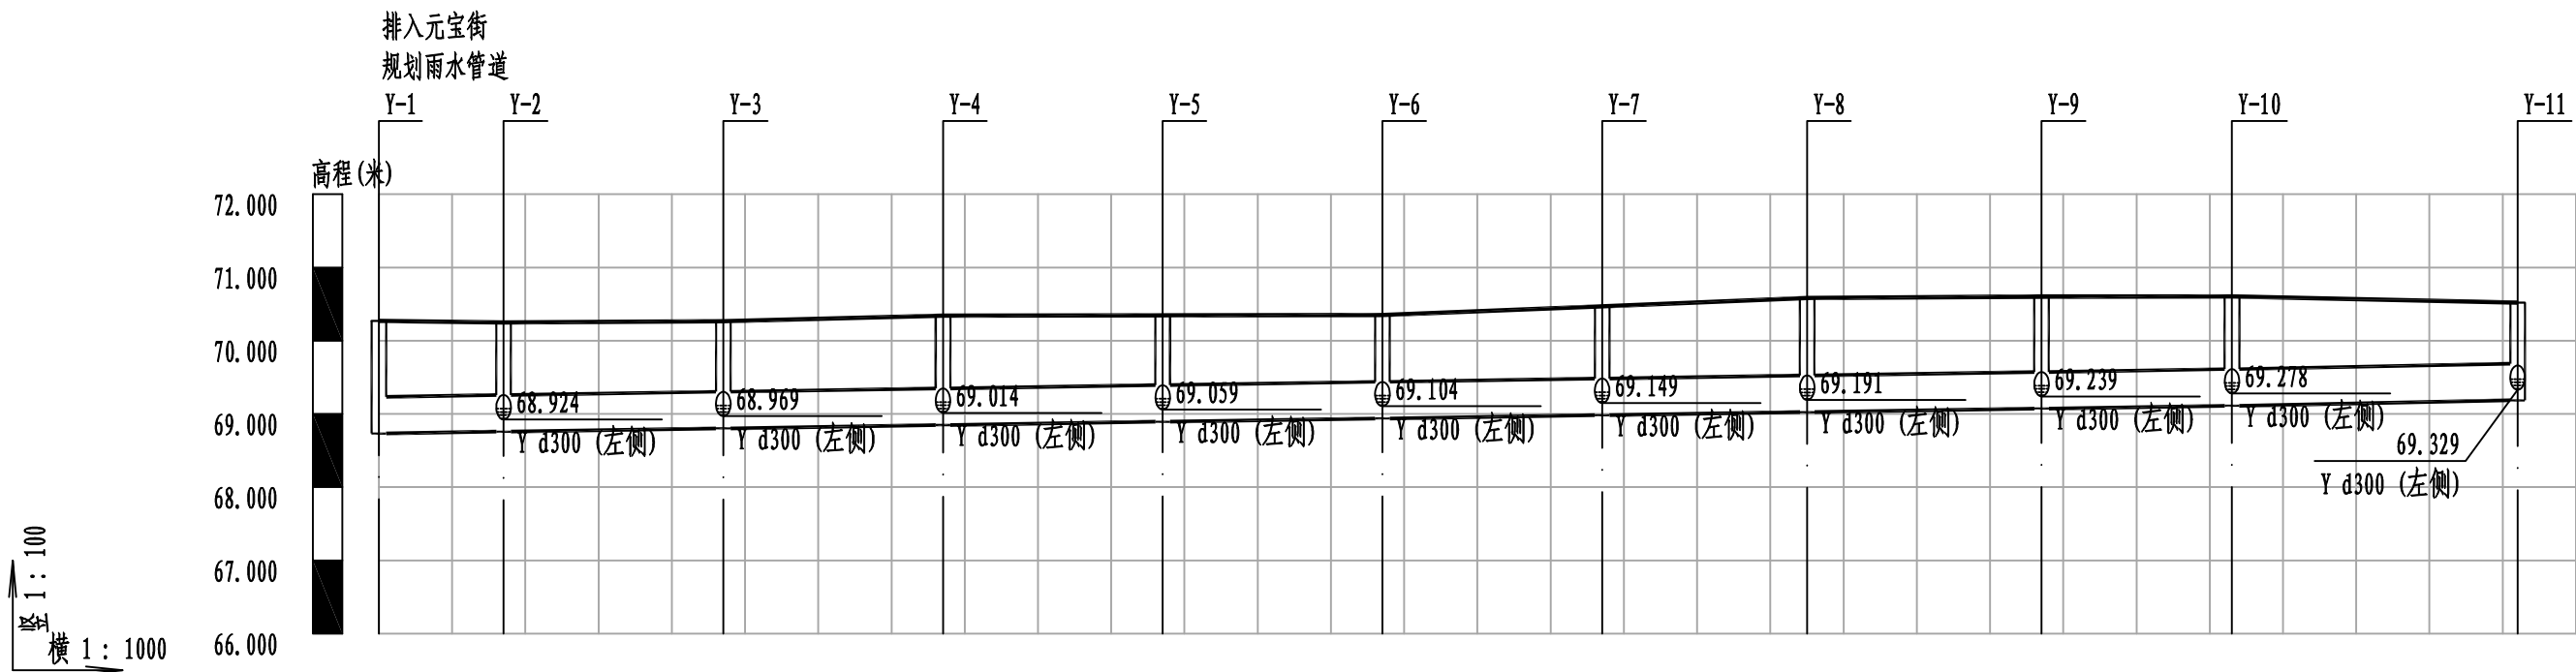 排入元宝街
规划雨水管道
Y-1 Y-2 Y-3 Y-4 Y-5 Y-6 Y-7 Y-8 Y-9 Y-10 Y-11
高程(米)
72.000
71.000
70.000
69.000
68.000
67.000
66.000
68.924
Y d300 (左侧)
68.969
Y d300 (左侧)
69.014
Y d300 (左侧)
69.059
Y d300 (左侧)
69.104
Y d300 (左侧)
69.149
Y d300 (左侧)
69.191
Y d300 (左侧)
69.239
Y d300 (左侧)
69.278
Y d300 (左侧)
69.329
Y d300 (左侧)
竖 1:100
横 1:1000